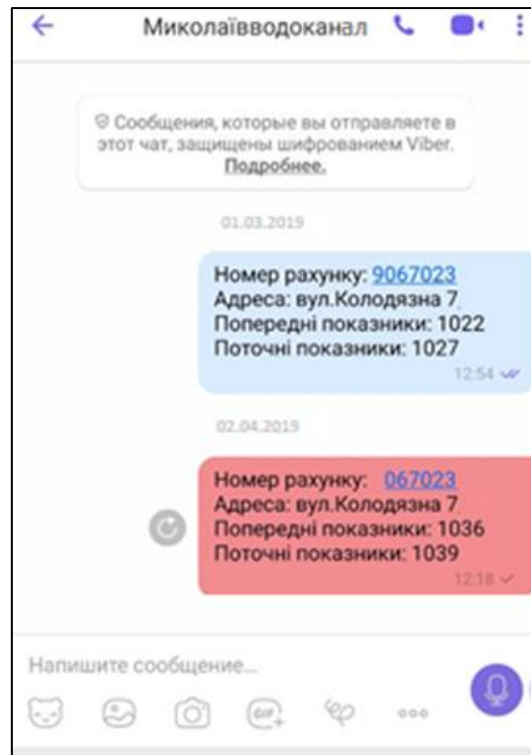 Миколаївводоканал
Сообщения, которые вы отправляете в
этот чат, защищены шифрованием Viber.
Подробнее.
01.03.2019
Номер рахунку: 9067023
Адреса: вул.Колодязна 7
Попередні показники: 1022
Поточні показники: 1027
12:54
02.04.2019
Номер рахунку: 067023
Адреса: вул.Колодязна 7
Попередні показники: 1036
Поточні показники: 1039
12:18
Напишите сообщение...
GIF